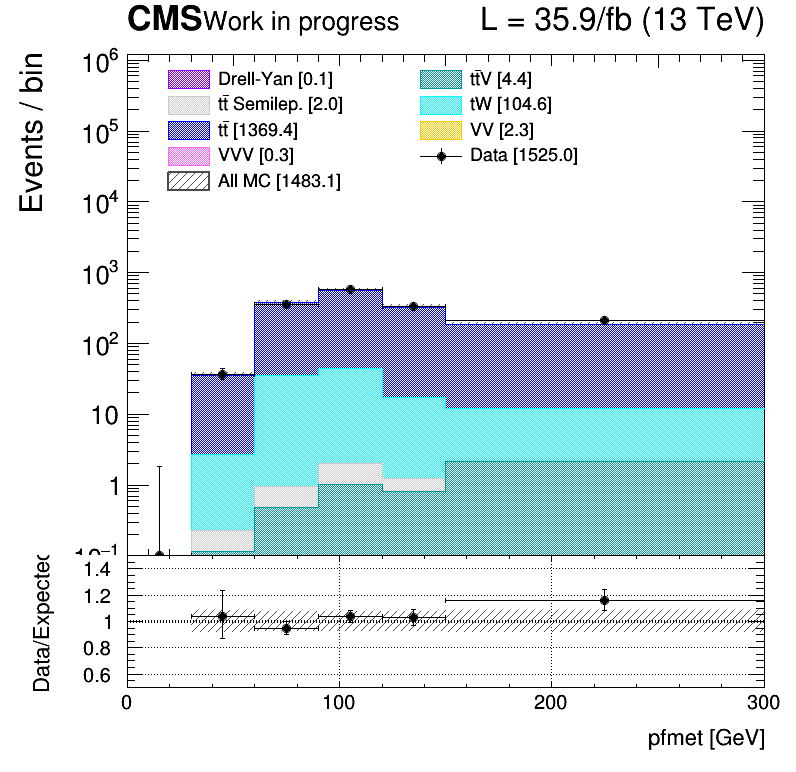 CMS Work in progress L = 35.9/fb (13 TeV)
Events / bin
Drell-Yan [0.1] tt̄V [4.4]
tt̄ Semilep. [2.0] tW [104.6]
tt̄ [1369.4] VV [2.3]
VVV [0.3] Data [1525.0]
All MC [1483.1]
10⁶
10⁵
10⁴
10³
10²
10
1
10⁻¹
Data/Expected
1.4
1.2
1
0.8
0.6
0 100 200 300
pfmet [GeV]